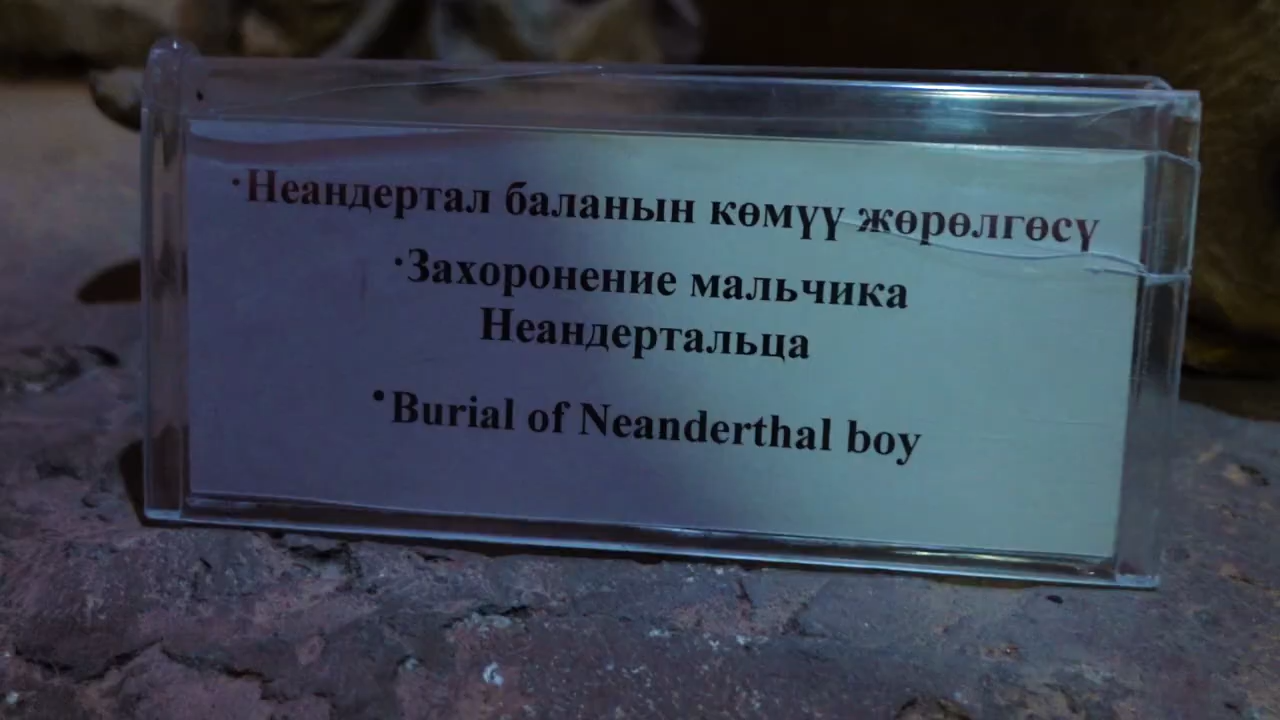 ·Неандертал баланын көмүү жөрөлгөсү
·Захоронение мальчика
Неандертальца
·Burial of Neanderthal boy